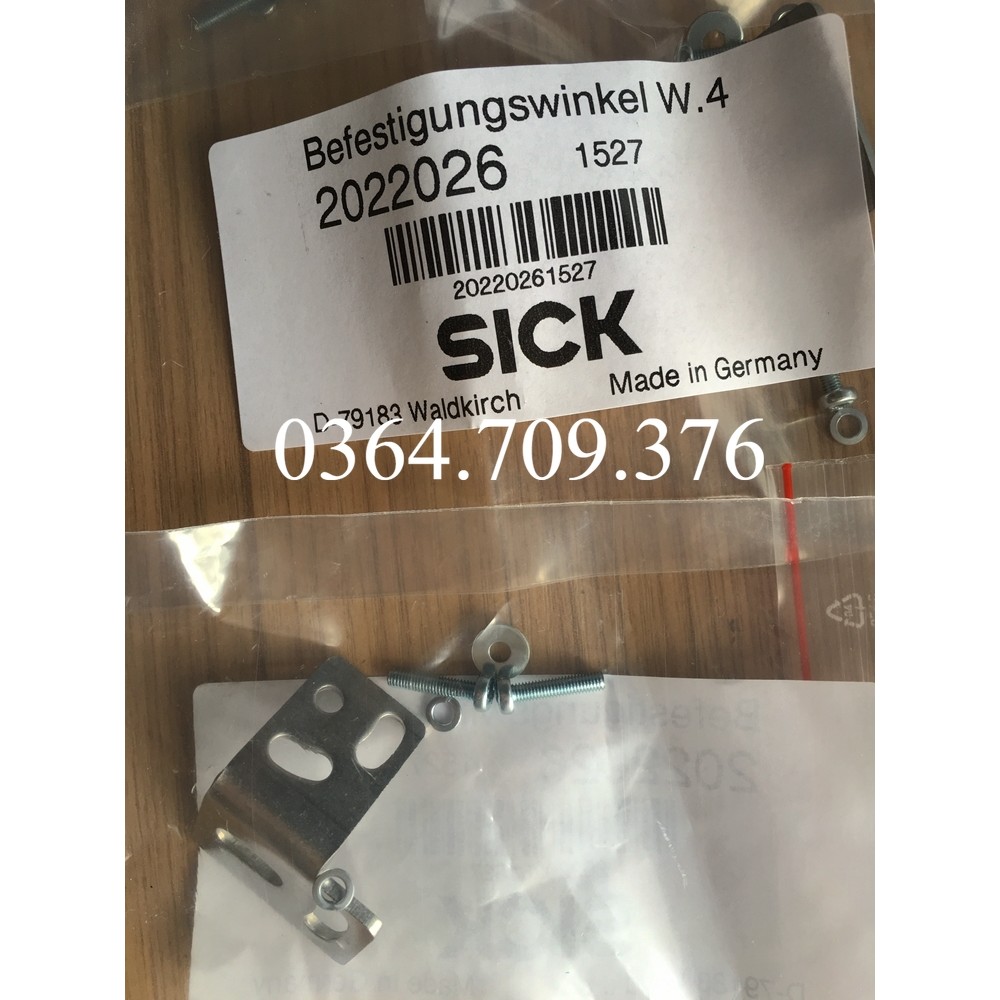 Befestigungswinkel W.4
2022026 1527
20220261527
SICK
D-79183 Waldkirch Made in Germany
0364.709.376